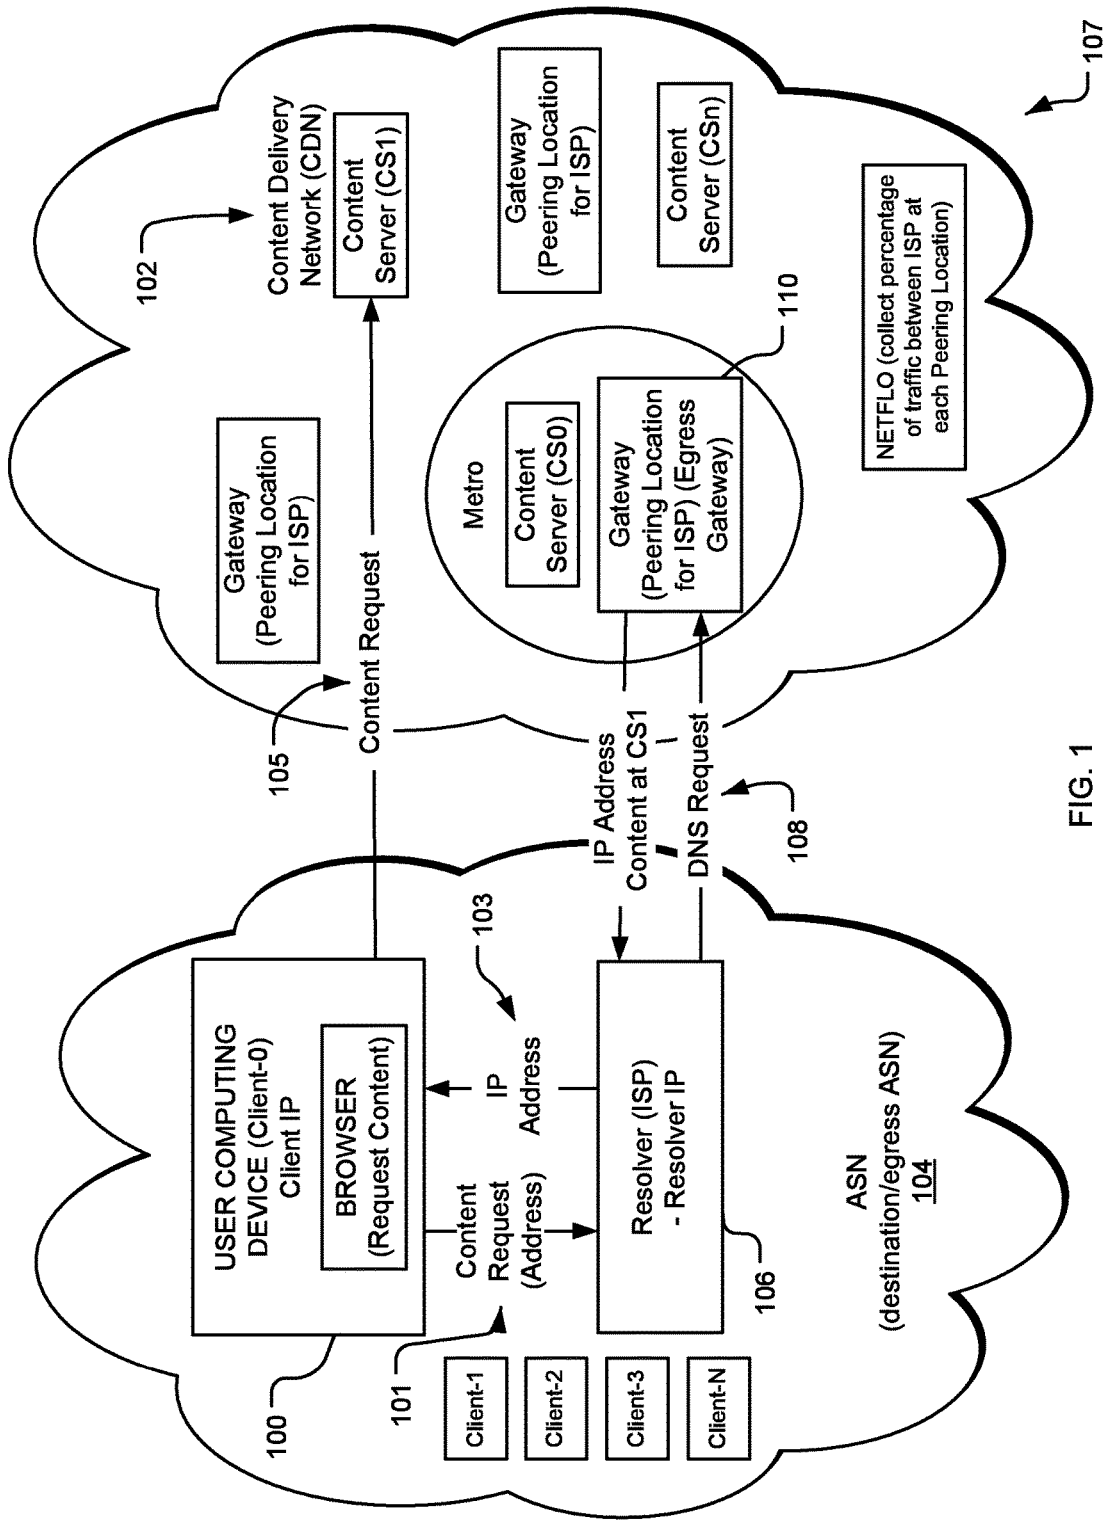 USER COMPUTING
DEVICE (Client-0)
Client IP
BROWSER
(Request Content)
100
101
Content
Request
(Address)
IP
Address
103
Client-1
Client-2
Client-3
Client-N
Resolver (ISP)
- Resolver IP
106
ASN
(destination/egress ASN)
104
105
Content Request
IP Address
Content at CS1
DNS Request
108
102
Content Delivery
Network (CDN)
Content
Server (CS1)
Gateway
(Peering Location
for ISP)
Gateway
(Peering Location
for ISP)
Metro
Content
Server (CS0)
Gateway
(Peering Location
for ISP) (Egress
Gateway)
110
Content
Server (CSn)
NETFLO (collect percentage
of traffic between ISP at
each Peering Location)
107
FIG. 1